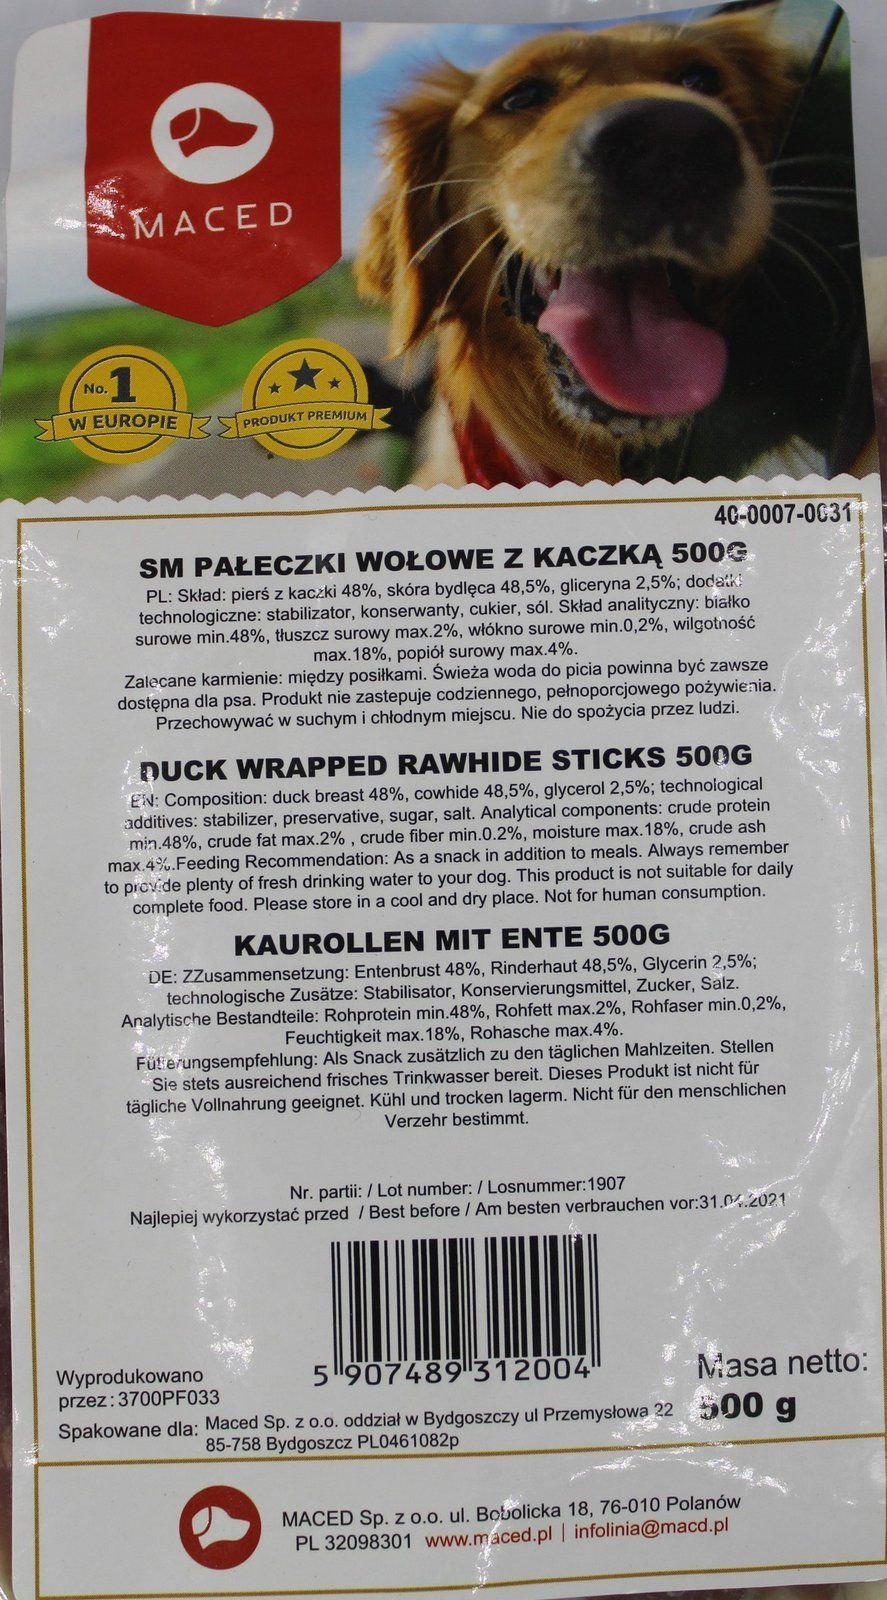 MACED
No. 1
W EUROPIE
PRODUKT PREMIUM
40-0007-0031
SM PAŁECZKI WOŁOWE Z KACZKĄ 500G
PL: Skład: pierś z kaczki 48%, skóra bydlęca 48,5%, gliceryna 2,5%; dodatki
technologiczne: stabilizator, konserwanty, cukier, sól. Skład analityczny: białko
surowe min.48%, tłuszcz surowy max.2%, włókno surowe min.0,2%, wilgotność
max.18%, popiół surowy max.4%.
Zalecane karmienie: między posiłkami. Świeża woda do picia powinna być zawsze
dostępna dla psa. Produkt nie zastepuje codziennego, pełnoporcjowego pożywienia.
Przechowywać w suchym i chłodnym miejscu. Nie do spożycia przez ludzi.
DUCK WRAPPED RAWHIDE STICKS 500G
EN: Composition: duck breast 48%, cowhide 48,5%, glycerol 2,5%; technological
additives: stabilizer, preservative, sugar, salt. Analytical components: crude protein
min.48%, crude fat max.2% , crude fiber min.0.2%, moisture max.18%, crude ash
max.4%.Feeding Recommendation: As a snack in addition to meals. Always remember
to provide plenty of fresh drinking water to your dog. This product is not suitable for daily
complete food. Please store in a cool and dry place. Not for human consumption.
KAUROLLEN MIT ENTE 500G
DE: ZZusammensetzung: Entenbrust 48%, Rinderhaut 48,5%, Glycerin 2,5%;
technologische Zusätze: Stabilisator, Konservierungsmittel, Zucker, Salz.
Analytische Bestandteile: Rohprotein min.48%, Rohfett max.2%, Rohfaser min.0,2%,
Feuchtigkeit max.18%, Rohasche max.4%.
Fütterungsempfehlung: Als Snack zusätzlich zu den täglichen Mahlzeiten. Stellen
Sie stets ausreichend frisches Trinkwasser bereit. Dieses Produkt ist nicht für
tägliche Vollnahrung geeignet. Kühl und trocken lagerm. Nicht für den menschlichen
Verzehr bestimmt.
Nr. partii: / Lot number: / Losnummer:1907
Najlepiej wykorzystać przed / Best before / Am besten verbrauchen vor:31.04.2021
5 907489 312004
Wyprodukowano
przez: 3700PF033
Masa netto:
500 g
Spakowane dla: Maced Sp. z o.o. oddział w Bydgoszczy ul Przemysłowa 22
85-758 Bydgoszcz PL0461082p
MACED Sp. z o.o. ul. Bobolicka 18, 76-010 Polanów
PL 32098301 www.maced.pl | infolinia@macd.pl